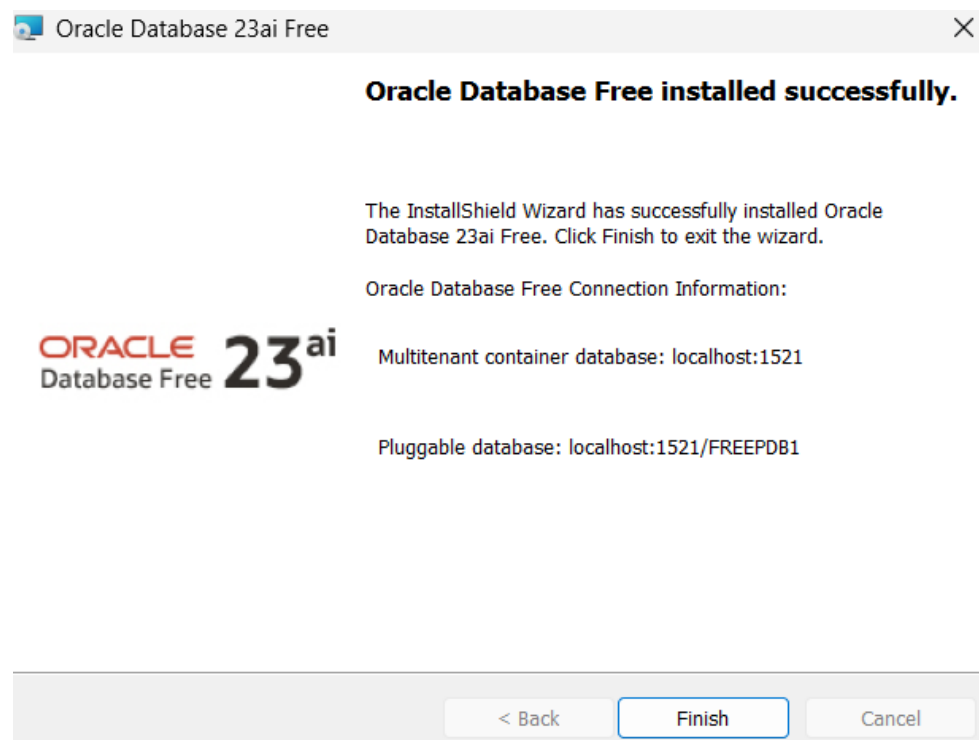 Oracle Database 23ai Free
Oracle Database Free installed successfully.
The InstallShield Wizard has successfully installed Oracle
Database 23ai Free. Click Finish to exit the wizard.
Oracle Database Free Connection Information:
ORACLE
Database Free 23ai
Multitenant container database: localhost:1521
Pluggable database: localhost:1521/FREEPDB1
< Back
Finish
Cancel